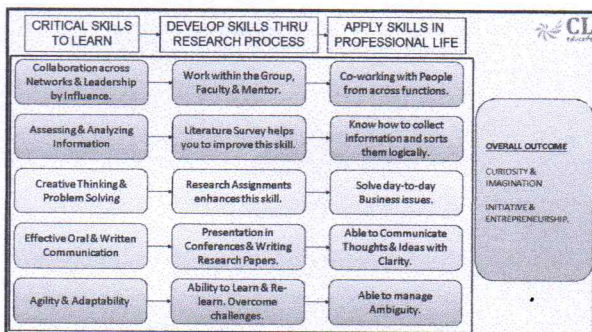 CRITICAL SKILLS
TO LEARN
DEVELOP SKILLS THRU
RESEARCH PROCESS
APPLY SKILLS IN
PROFESSIONAL LIFE
CL
Collaboration across
Networks & Leadership
by Influence.
Work within the Group,
Faculty & Mentor.
Co-working with People
from across functions.
Assessing & Analyzing
Information
Literature Survey helps
you to improve this skill.
Know how to collect
information and sorts
them logically.
Creative Thinking &
Problem Solving
Research Assignments
enhances this skill.
Solve day-to-day
Business issues.
Effective Oral & Written
Communication
Presentation in
Conferences & Writing
Research Papers.
Able to Communicate
Thoughts & Ideas with
Clarity.
Agility & Adaptability
Ability to Learn & Re-
learn. Overcome
challenges.
Able to manage
Ambiguity.
OVERALL OUTCOME
CURIOSITY &
IMAGINATION
INITIATIVE &
ENTREPRENEURSHIP.